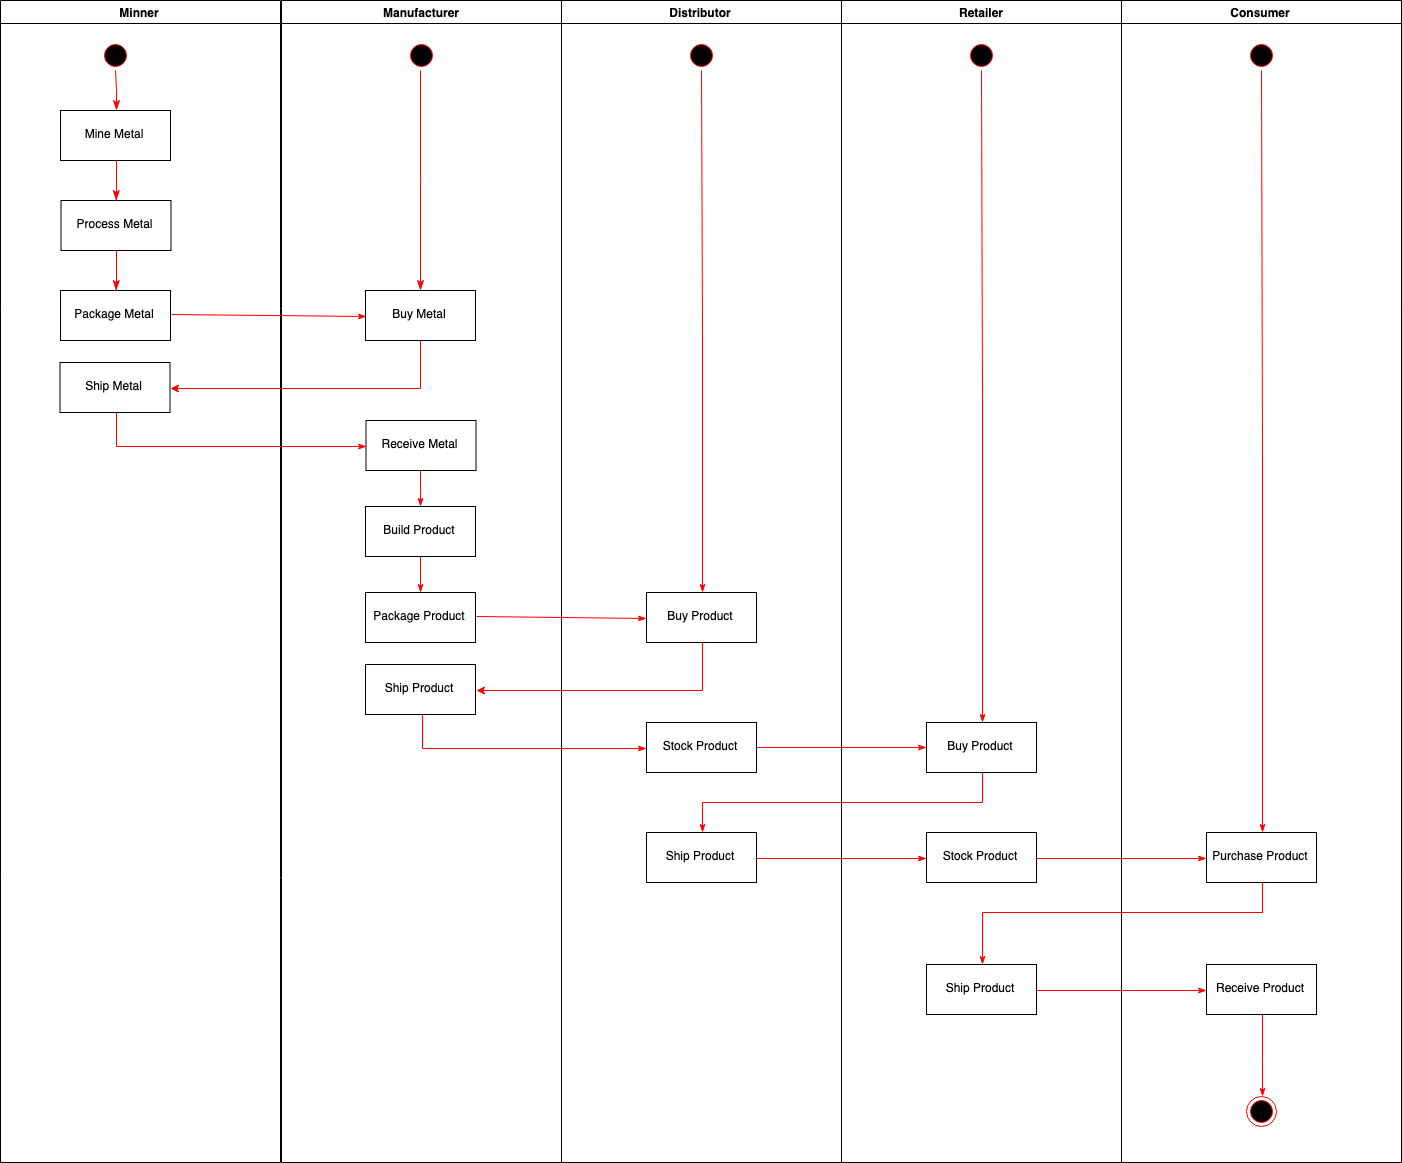 Minner
Manufacturer
Distributor
Retailer
Consumer
Mine Metal
Process Metal
Package Metal
Buy Metal
Ship Metal
Receive Metal
Build Product
Package Product
Buy Product
Ship Product
Stock Product
Buy Product
Ship Product
Stock Product
Purchase Product
Ship Product
Receive Product